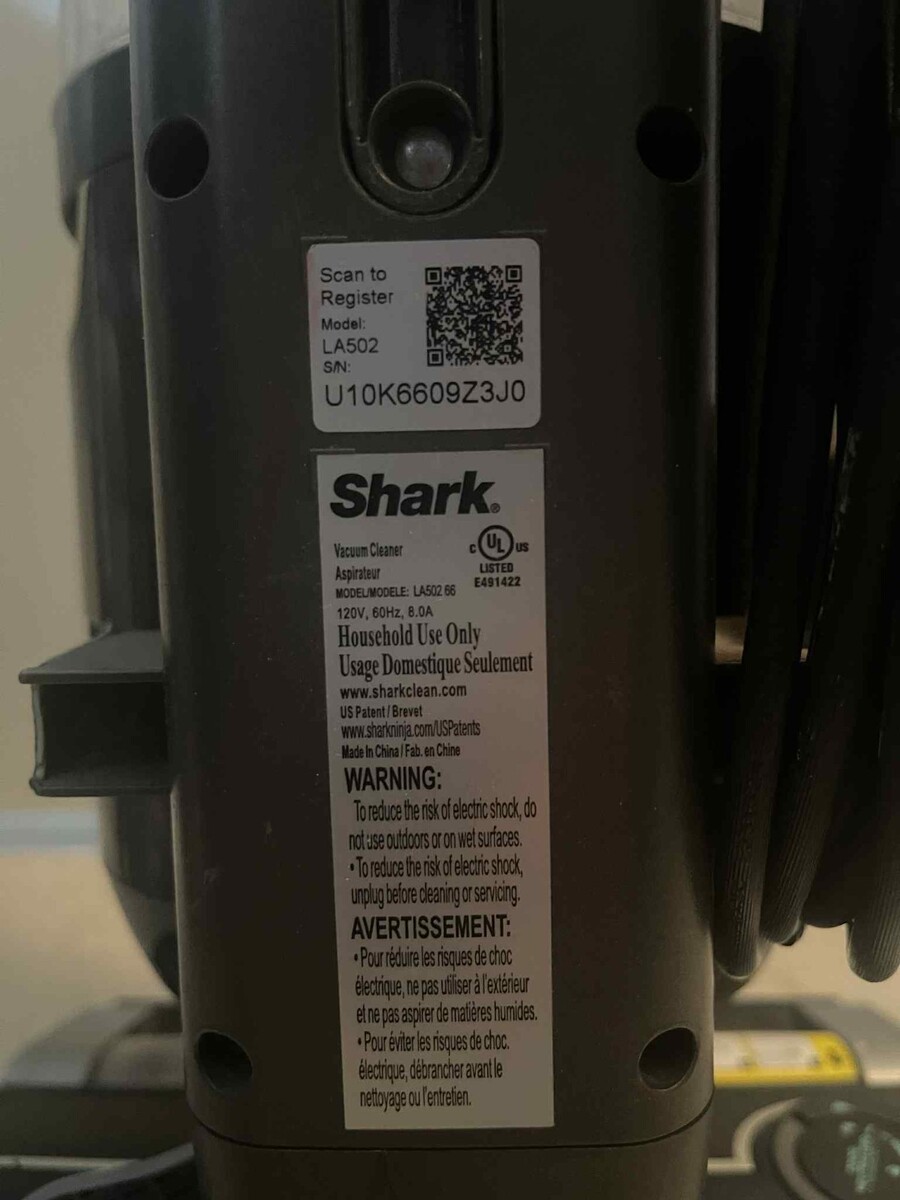 Scan to
Register
Model:
LA502
S/N:
U10K6609Z3J0
Shark®
Vacuum Cleaner
Aspirateur
C UL US
LISTED
E491422
MODEL/MODELE: LA502 66
120V, 60Hz, 8.0A
Household Use Only
Usage Domestique Seulement
www.sharkclean.com
US Patent / Brevet
www.sharkninja.com/USPatents
Made In China / Fab. en Chine
WARNING:
To reduce the risk of electric shock, do
not use outdoors or on wet surfaces.
• To reduce the risk of electric shock,
unplug before cleaning or servicing.
AVERTISSEMENT:
• Pour réduire les risques de choc
électrique, ne pas utiliser à l'extérieur
et ne pas aspirer de matières humides.
• Pour éviter les risques de choc.
électrique, débrancher avant le
nettoyage ou l'entretien.